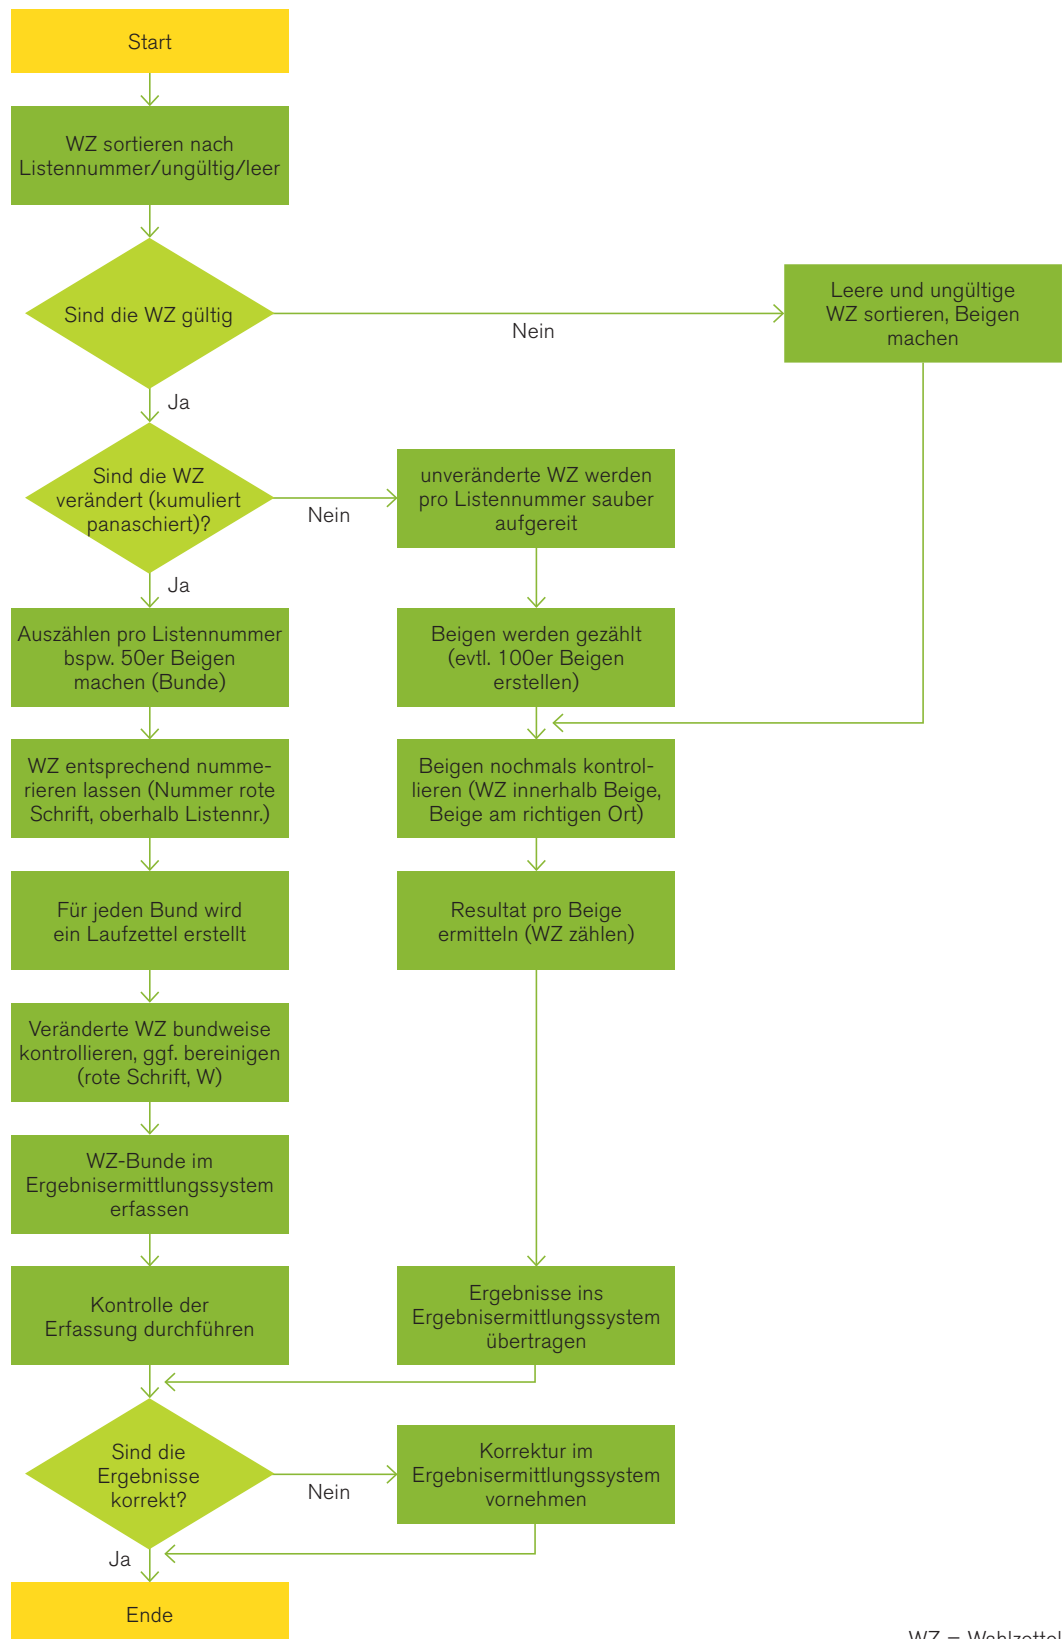 Start
WZ sortieren nach
Listennummer/ungültig/leer
Sind die WZ gültig
Nein
Leere und ungültige
WZ sortieren, Beigen
machen
Ja
Sind die WZ
verändert (kumuliert
panaschiert)?
Nein
unveränderte WZ werden
pro Listennummer sauber
aufgereit
Ja
Auszählen pro Listennummer
bspw. 50er Beigen
machen (Bunde)
Beigen werden gezählt
(evtl. 100er Beigen
erstellen)
WZ entsprechend numme-
rieren lassen (Nummer rote
Schrift, oberhalb Listennr.)
Beigen nochmals kontrol-
lieren (WZ innerhalb Beige,
Beige am richtigen Ort)
Für jeden Bund wird
ein Laufzettel erstellt
Resultat pro Beige
ermitteln (WZ zählen)
Veränderte WZ bundweise
kontrollieren, ggf. bereinigen
(rote Schrift, W)
WZ-Bunde im
Ergebnisermittlungssystem
erfassen
Kontrolle der
Erfassung durchführen
Ergebnisse ins
Ergebnisermittlungssystem
übertragen
Sind die
Ergebnisse
korrekt?
Nein
Korrektur im
Ergebnisermittlungssystem
vornehmen
Ja
Ende
WZ = Wahlzettel